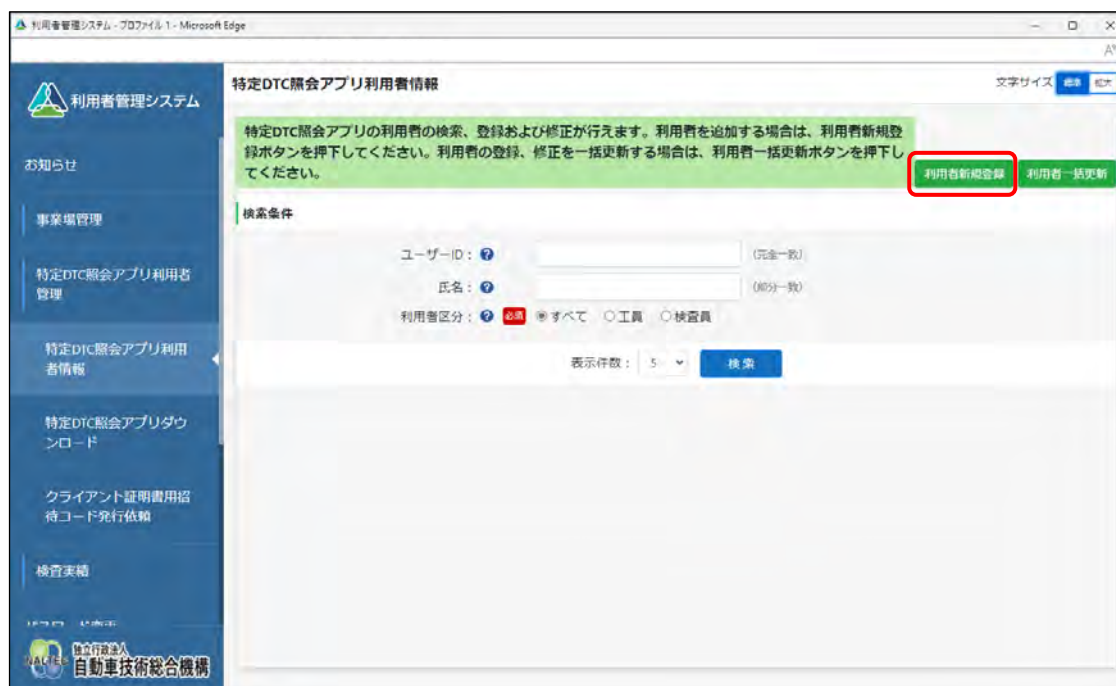 利用者管理システム - プロファイル 1 - Microsoft Edge
利用者管理システム
特定DTC照会アプリ利用者情報
文字サイズ 標準 拡大
特定DTC照会アプリの利用者の検索、登録および修正が行えます。利用者を追加する場合は、利用者新規登
録ボタンを押下してください。利用者の登録、修正を一括更新する場合は、利用者一括更新ボタンを押下し
てください。
利用者新規登録 利用者一括更新
お知らせ
事業場管理
特定DTC照会アプリ利用者
管理
特定DTC照会アプリ利用
者情報
特定DTC照会アプリダウ
ンロード
クライアント証明書用招
待コード発行依頼
検査実績
独立行政法人
自動車技術総合機構
検索条件
ユーザーID: (完全一致)
氏名: (部分一致)
利用者区分: 必須 すべて 工員 検査員
表示件数: 5 検索